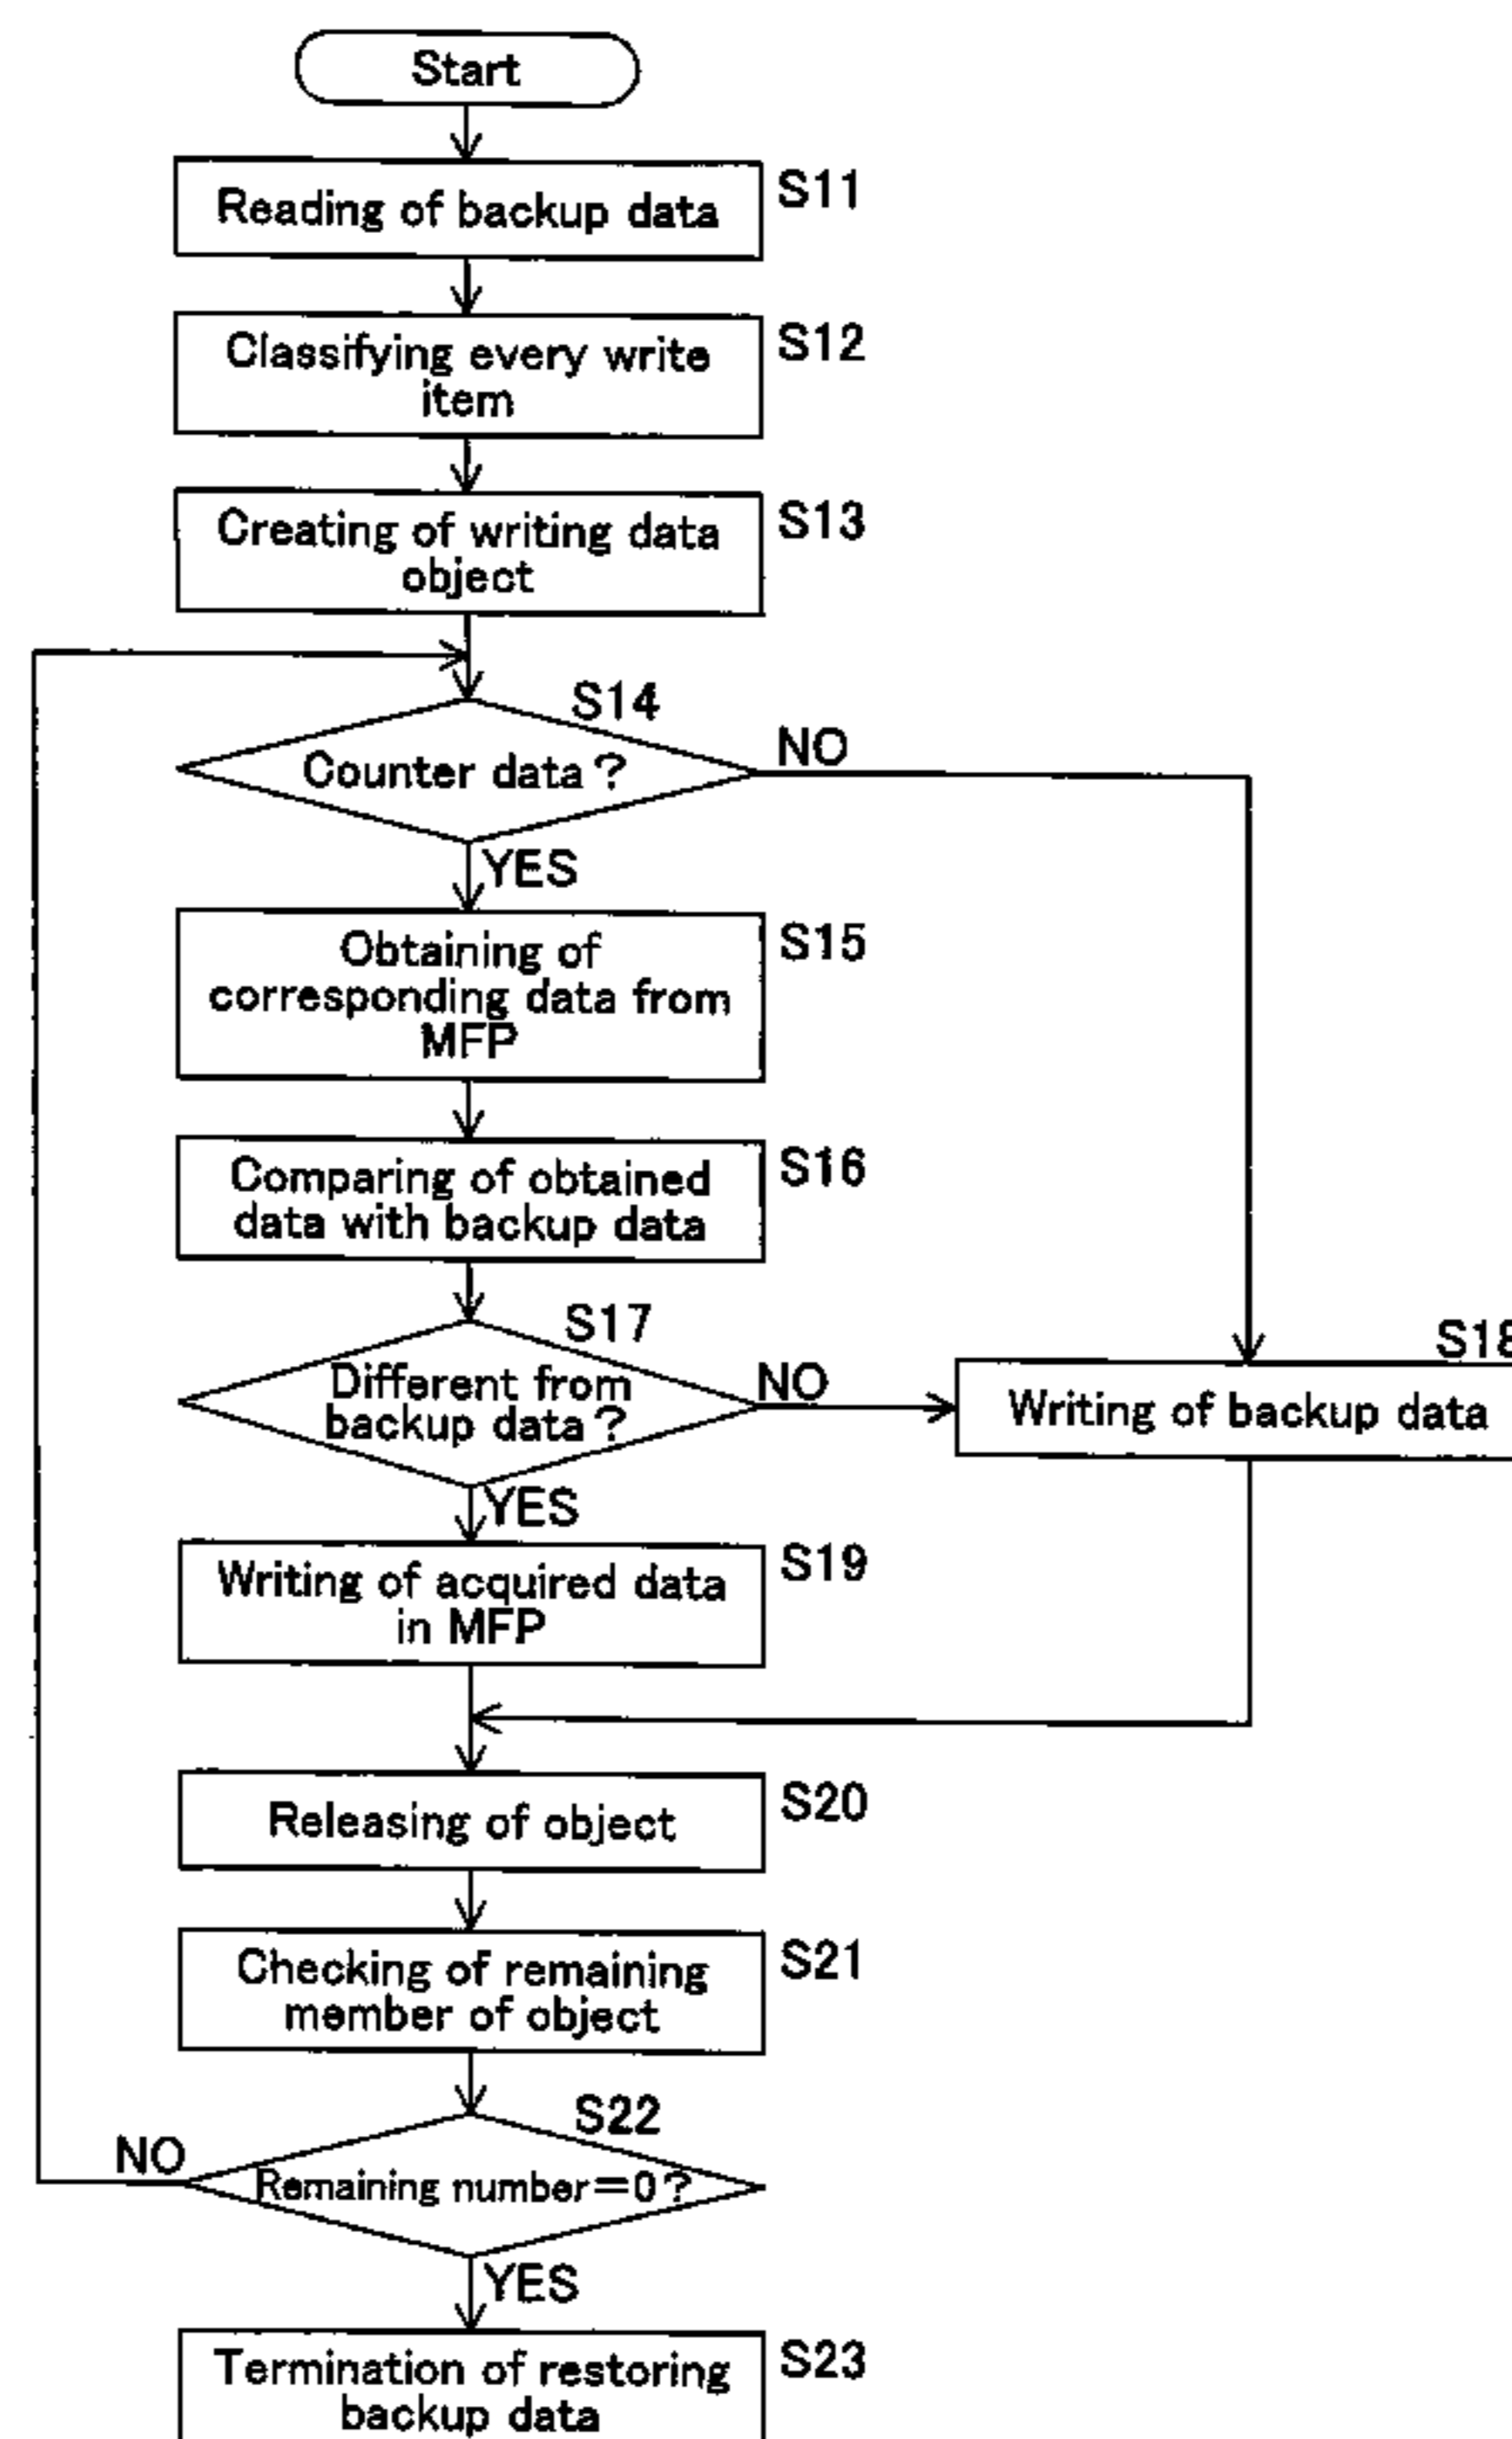 Start
Reading of backup data
S11
Classifying every write
item
S12
Creating of writing data
object
S13
S14
Counter data?
NO
YES
Obtaining of
corresponding data from
MFP
S15
Comparing of obtained
data with backup data
S16
S17
Different from
backup data?
NO
S18
Writing of backup data
YES
Writing of acquired data
in MFP
S19
Releasing of object
S20
Checking of remaining
member of object
S21
S22
NO
Remaining number=0?
YES
Termination of restoring
backup data
S23